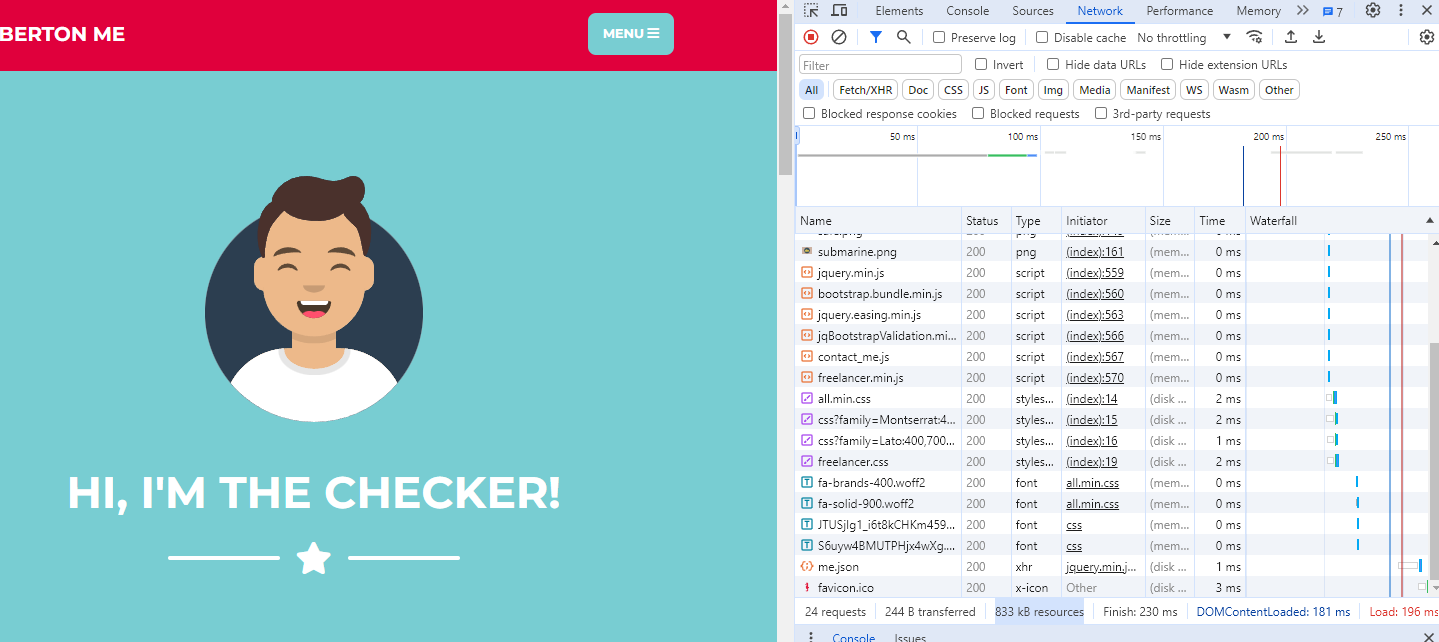 BERTON ME
MENU
HI, I'M THE CHECKER!
Elements Console Sources Network Performance Memory 7
Preserve log Disable cache No throttling
Filter Invert Hide data URLs Hide extension URLs
All Fetch/XHR Doc CSS JS Font Img Media Manifest WS Wasm Other
Blocked response cookies Blocked requests 3rd-party requests
50 ms 100 ms 150 ms 200 ms 250 ms
Name Status Type Initiator Size Time Waterfall
submarine.png 200 png (index):161 (mem... 0 ms
jquery.min.js 200 script (index):559 (mem... 0 ms
bootstrap.bundle.min.js 200 script (index):560 (mem... 0 ms
jquery.easing.min.js 200 script (index):563 (mem... 0 ms
jqBootstrapValidation.mi... 200 script (index):566 (mem... 0 ms
contact_me.js 200 script (index):567 (mem... 0 ms
freelancer.min.js 200 script (index):570 (mem... 0 ms
all.min.css 200 styles... (index):14 (disk ... 2 ms
css?family=Montserrat:4... 200 styles... (index):15 (disk ... 2 ms
css?family=Lato:400,700... 200 styles... (index):16 (disk ... 1 ms
freelancer.css 200 styles... (index):19 (disk ... 2 ms
fa-brands-400.woff2 200 font all.min.css (mem... 0 ms
fa-solid-900.woff2 200 font all.min.css (mem... 0 ms
JTUSjIg1_i6t8kCHKm459... 200 font css (mem... 0 ms
S6uyw4BMUTPHjx4wXg.... 200 font css (mem... 0 ms
me.json 200 xhr jquery.min.j... (disk ... 1 ms
favicon.ico 200 x-icon Other (disk ... 3 ms
24 requests 244 B transferred 833 kB resources Finish: 230 ms DOMContentLoaded: 181 ms Load: 196 ms
Console Issues